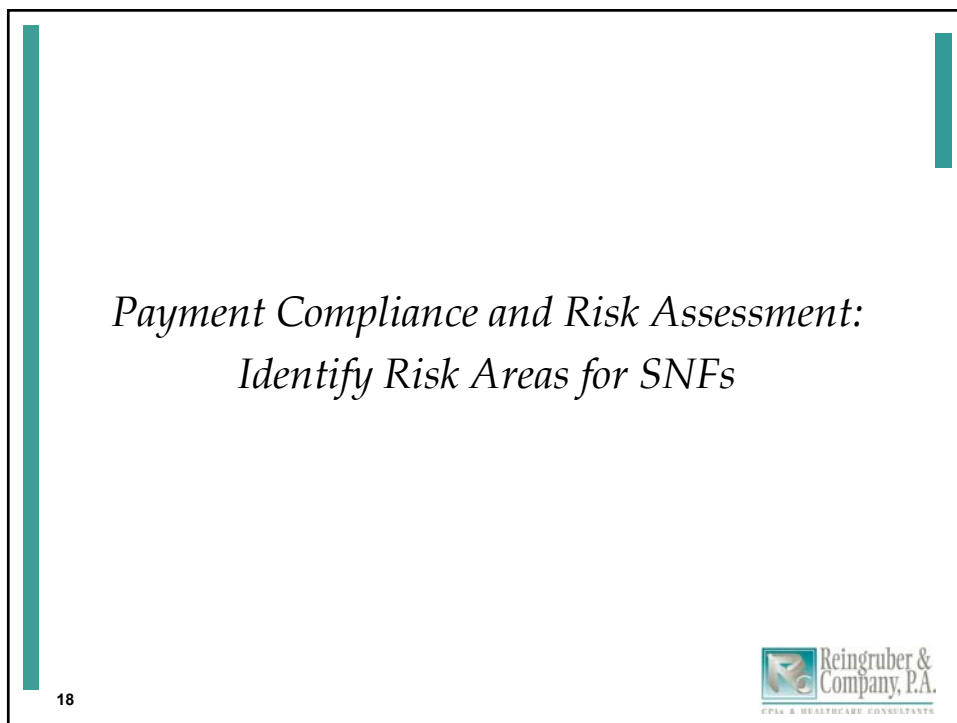 Payment Compliance and Risk Assessment:
Identify Risk Areas for SNFs
18
Reingruber &
Company, P.A.
CPAs & HEALTHCARE CONSULTANTS